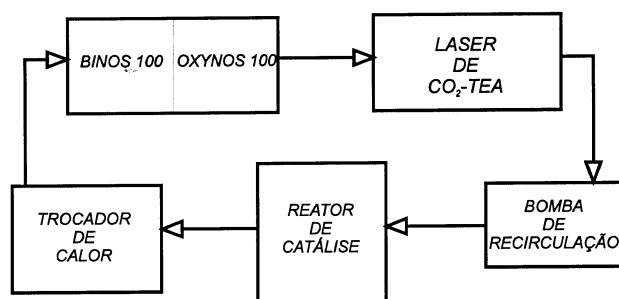 BINOS 100 OXYNOS 100
LASER
DE
CO₂-TEA
TROCADOR
DE
CALOR
REATOR
DE
CATÁLISE
BOMBA
DE
RECIRCULAÇÃO